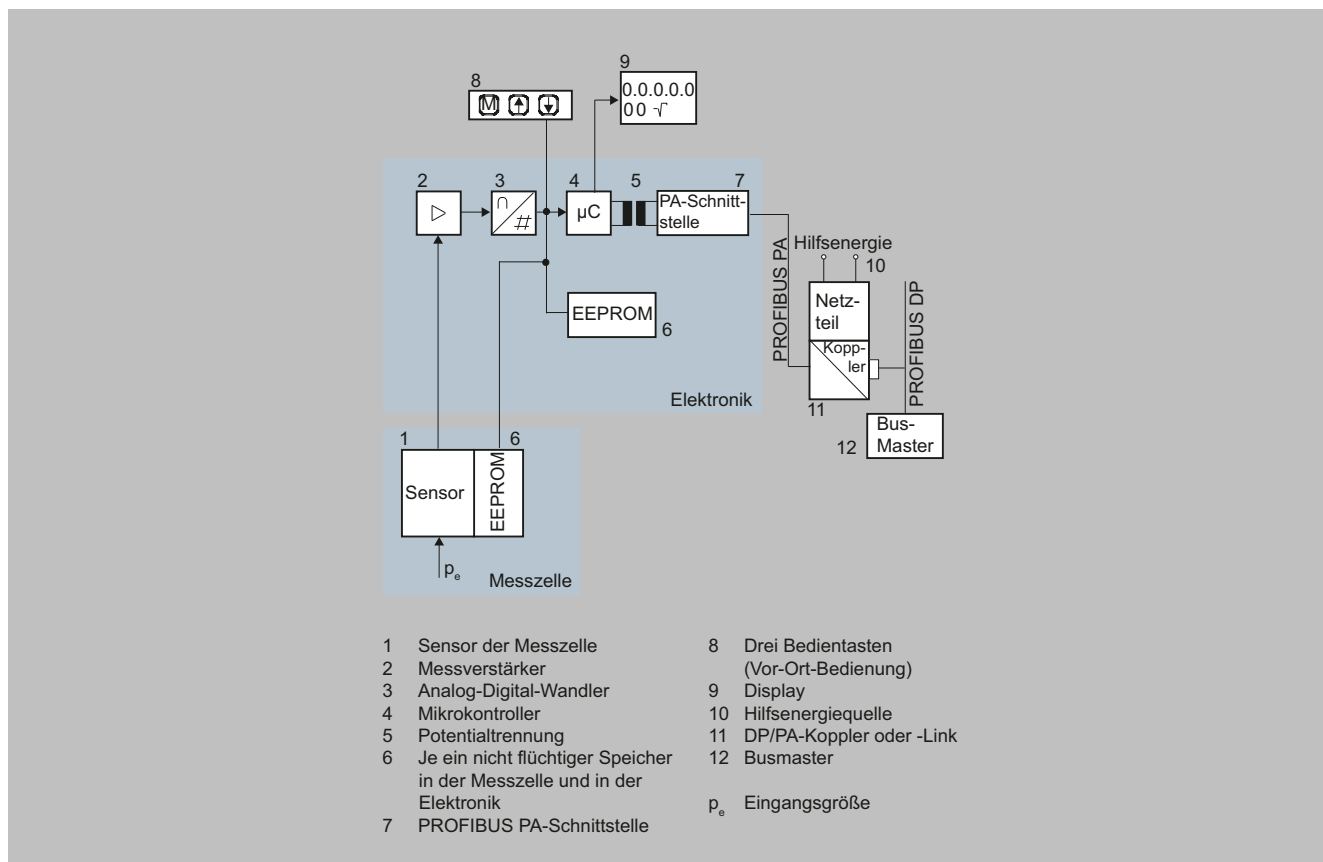 8
M
9
0.0.0.0.0
00 √
2
3
4
5
7
∩
#
µC
PA-Schnitt-
stelle
EEPROM
6
Elektronik
PROFIBUS PA
Hilfsenergie
10
Netz-
teil
Kopp-
ler
11
PROFIBUS DP
12
Bus-
Master
1
6
Sensor
EEPROM
pe
Messzelle
1 Sensor der Messzelle
2 Messverstärker
3 Analog-Digital-Wandler
4 Mikrokontroller
5 Potentialtrennung
6 Je ein nicht flüchtiger Speicher
in der Messzelle und in der
Elektronik
7 PROFIBUS PA-Schnittstelle
8 Drei Bedientasten
(Vor-Ort-Bedienung)
9 Display
10 Hilfsenergiequelle
11 DP/PA-Koppler oder -Link
12 Busmaster
pe Eingangsgröße